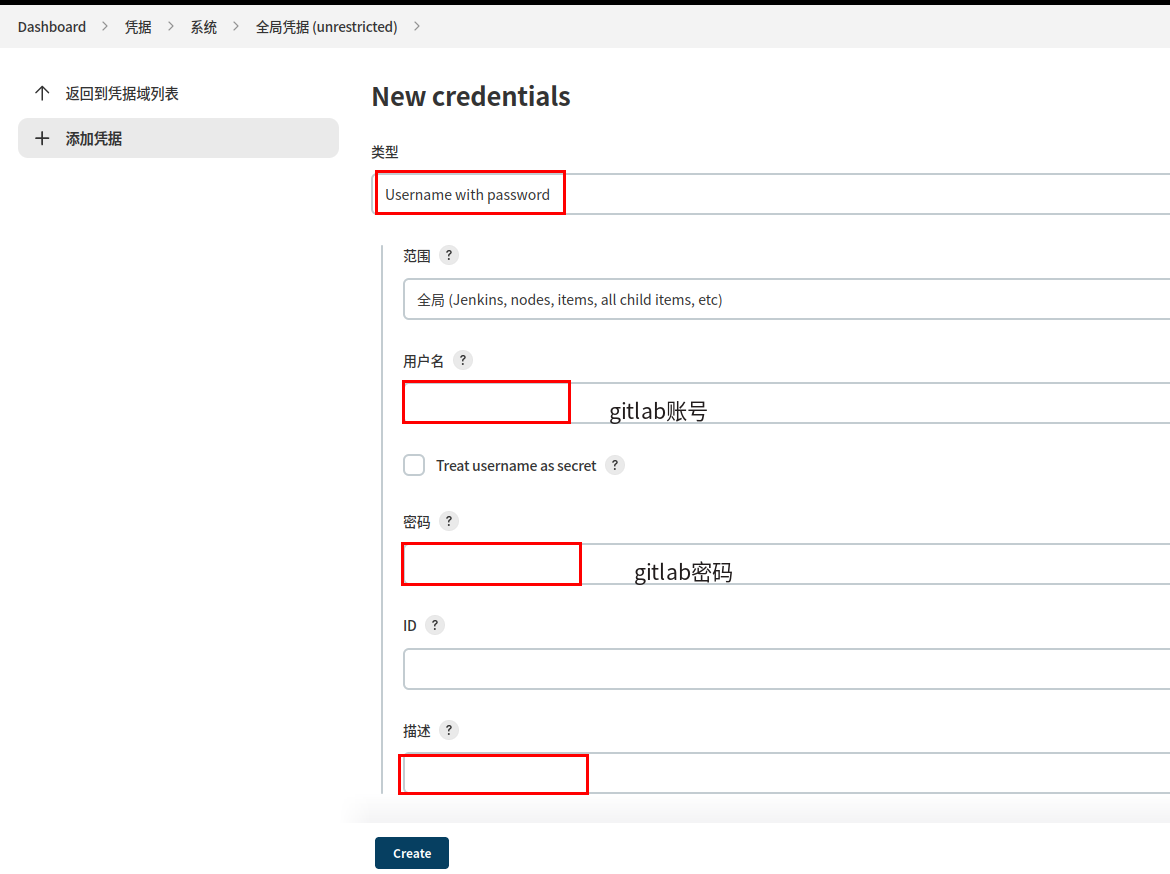 Dashboard > 凭据 > 系统 > 全局凭据 (unrestricted) >
返回到凭据域列表
添加凭据
New credentials
类型
Username with password
范围 ?
全局 (Jenkins, nodes, items, all child items, etc)
用户名 ?
gitlab账号
Treat username as secret ?
密码 ?
gitlab密码
ID ?
描述 ?
Create